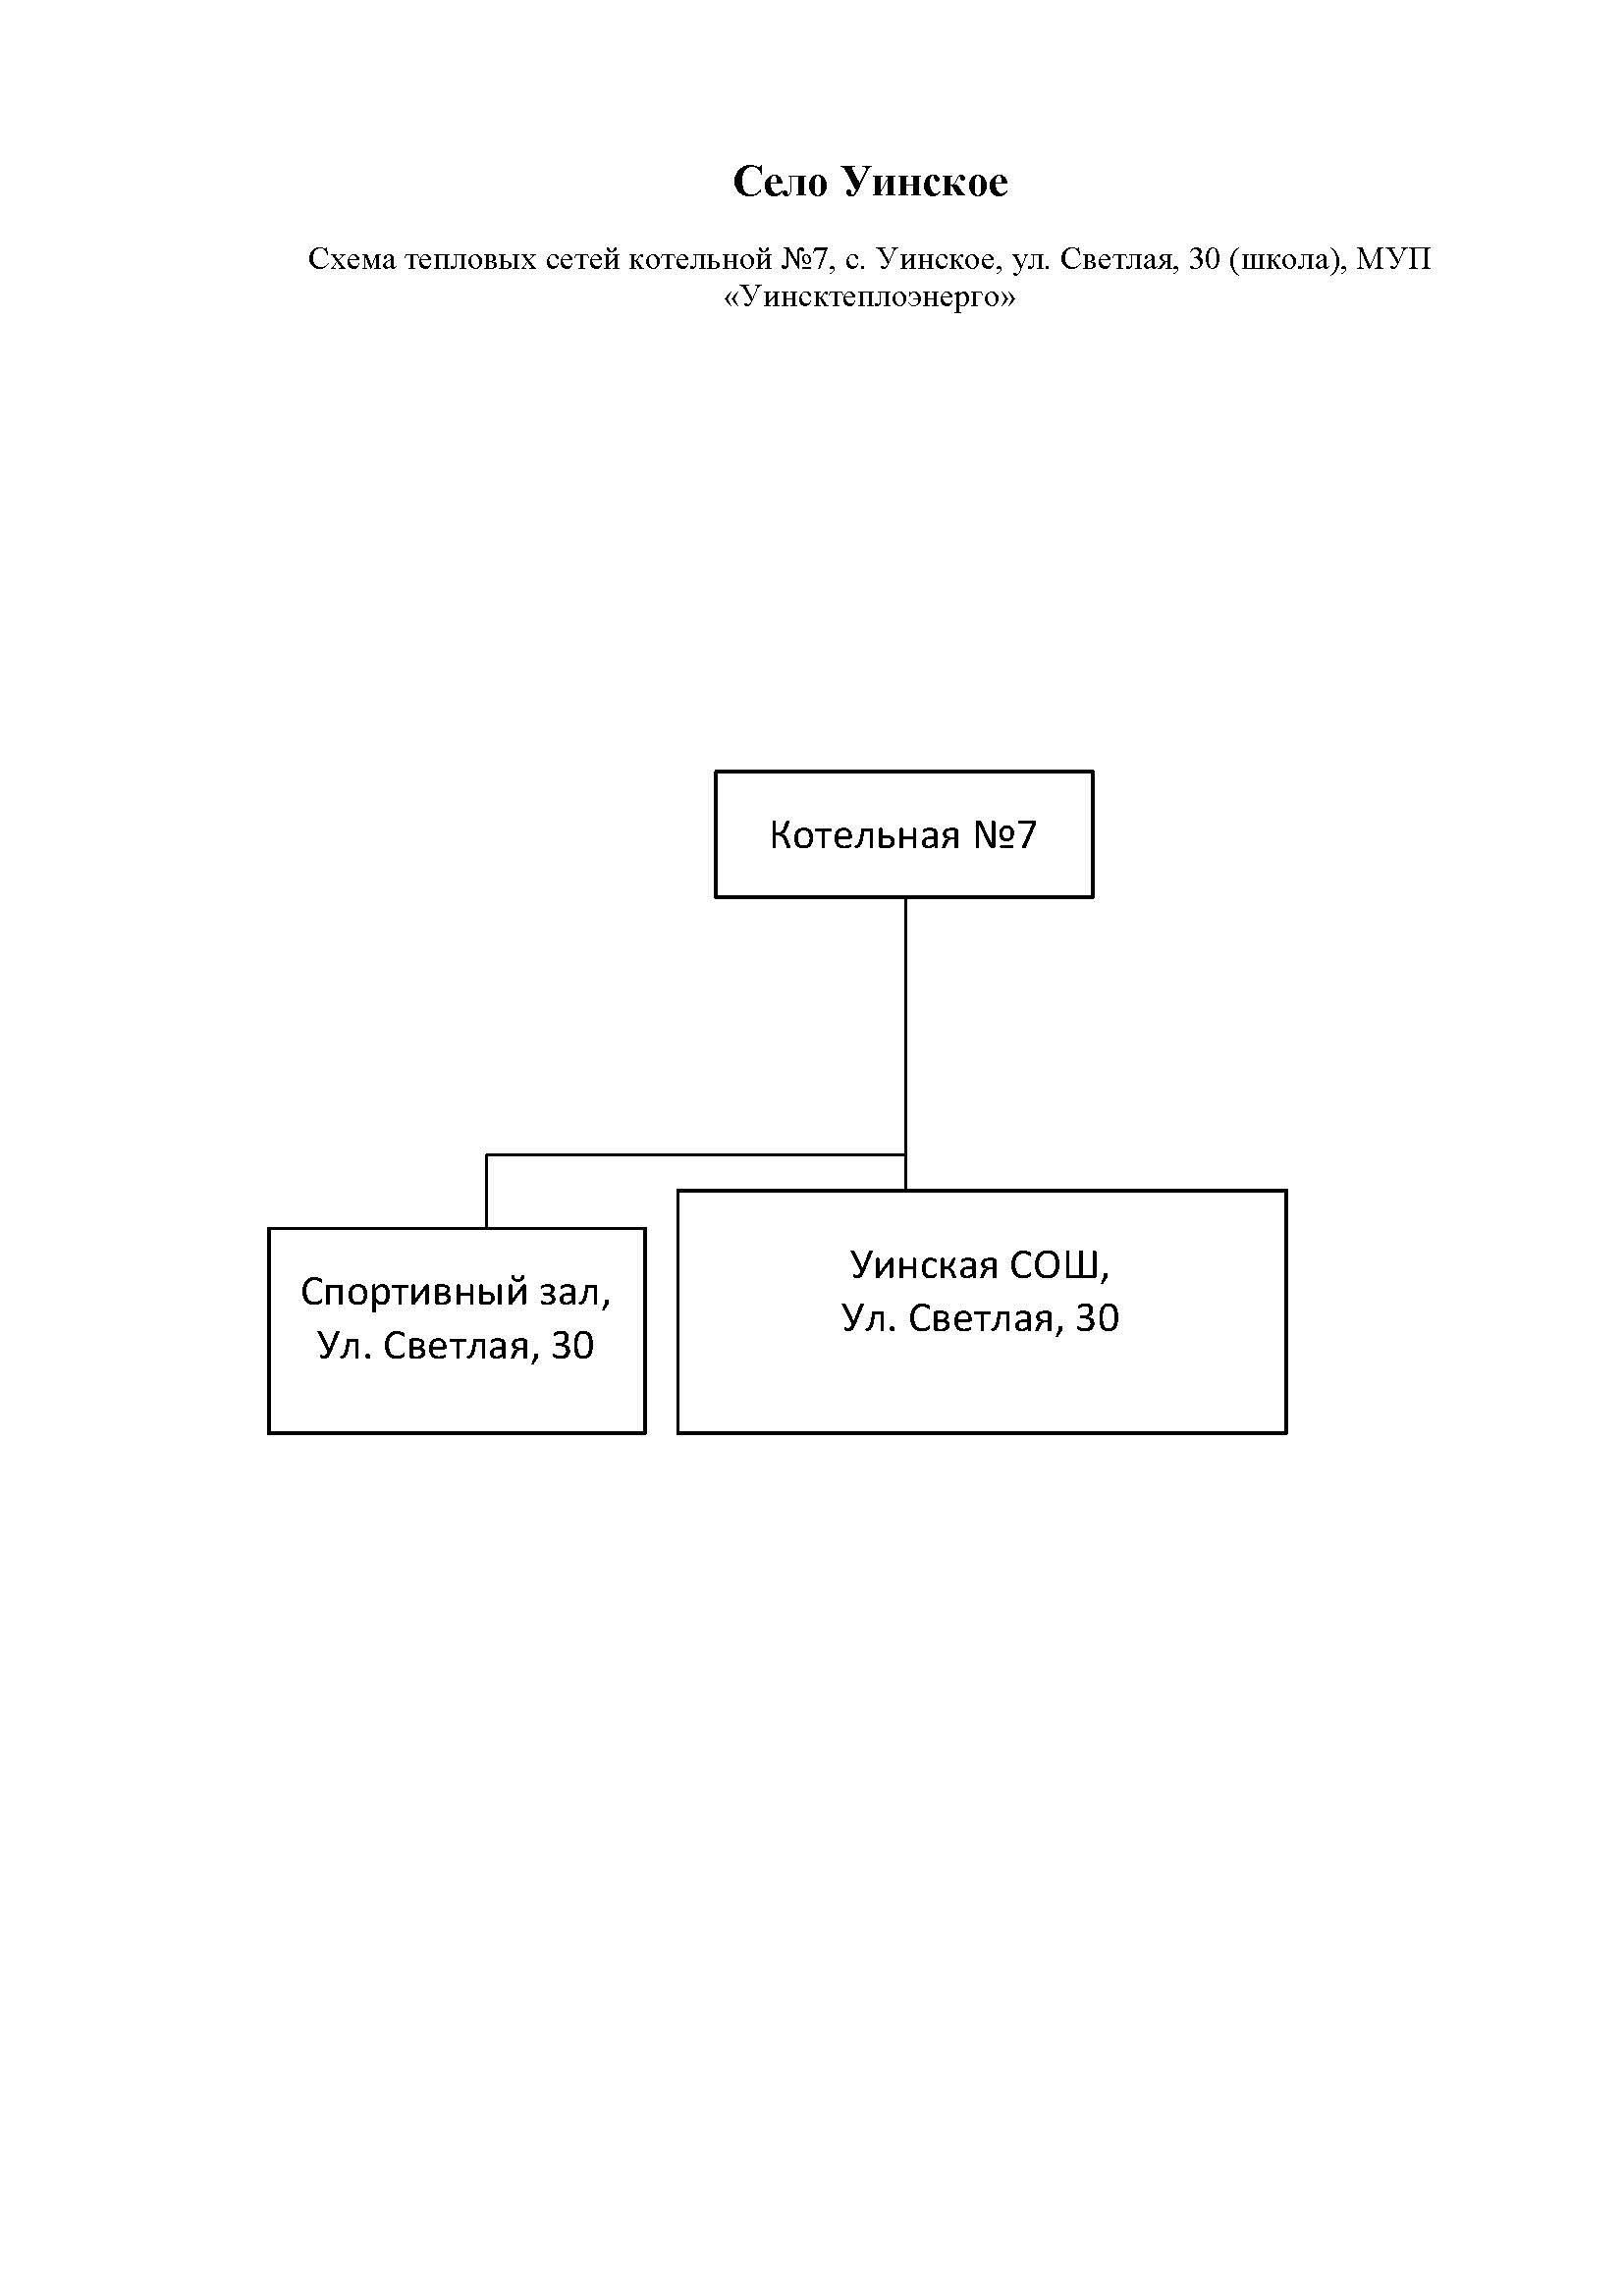 Село Уинское
Схема тепловых сетей котельной №7, с. Уинское, ул. Светлая, 30 (школа), МУП
«Уинсктеплоэнерго»
Котельная №7
Спортивный зал,
Ул. Светлая, 30
Уинская СОШ,
Ул. Светлая, 30